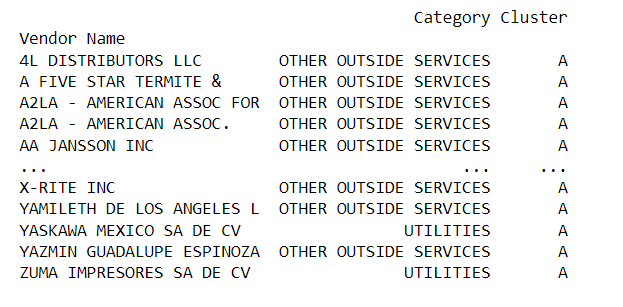 Category Cluster
Vendor Name
4L DISTRIBUTORS LLC OTHER OUTSIDE SERVICES A
A FIVE STAR TERMITE & OTHER OUTSIDE SERVICES A
A2LA - AMERICAN ASSOC FOR OTHER OUTSIDE SERVICES A
A2LA - AMERICAN ASSOC. OTHER OUTSIDE SERVICES A
AA JANSSON INC OTHER OUTSIDE SERVICES A
... ... ...
X-RITE INC OTHER OUTSIDE SERVICES A
YAMILETH DE LOS ANGELES L OTHER OUTSIDE SERVICES A
YASKAWA MEXICO SA DE CV UTILITIES A
YAZMIN GUADALUPE ESPINOZA OTHER OUTSIDE SERVICES A
ZUMA IMPRESORES SA DE CV UTILITIES A